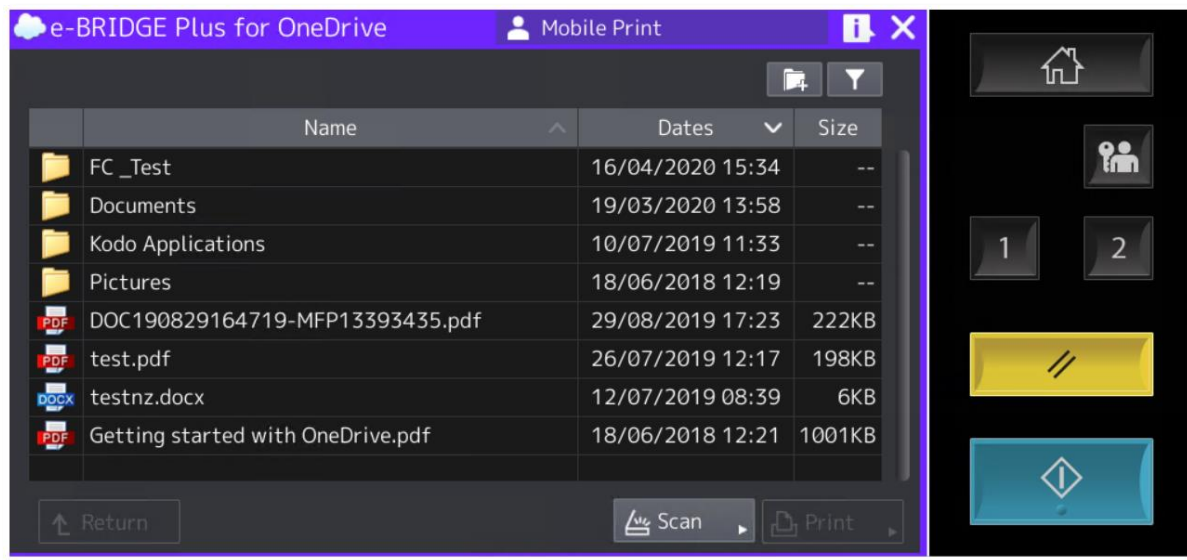 e-BRIDGE Plus for OneDrive Mobile Print i
Name Dates Size
FC _Test 16/04/2020 15:34 --
Documents 19/03/2020 13:58 --
Kodo Applications 10/07/2019 11:33 --
Pictures 18/06/2018 12:19 --
PDF DOC190829164719-MFP13393435.pdf 29/08/2019 17:23 222KB
PDF test.pdf 26/07/2019 12:17 198KB
DOCX testnz.docx 12/07/2019 08:39 6KB
PDF Getting started with OneDrive.pdf 18/06/2018 12:21 1001KB
Return Scan Print
1 2